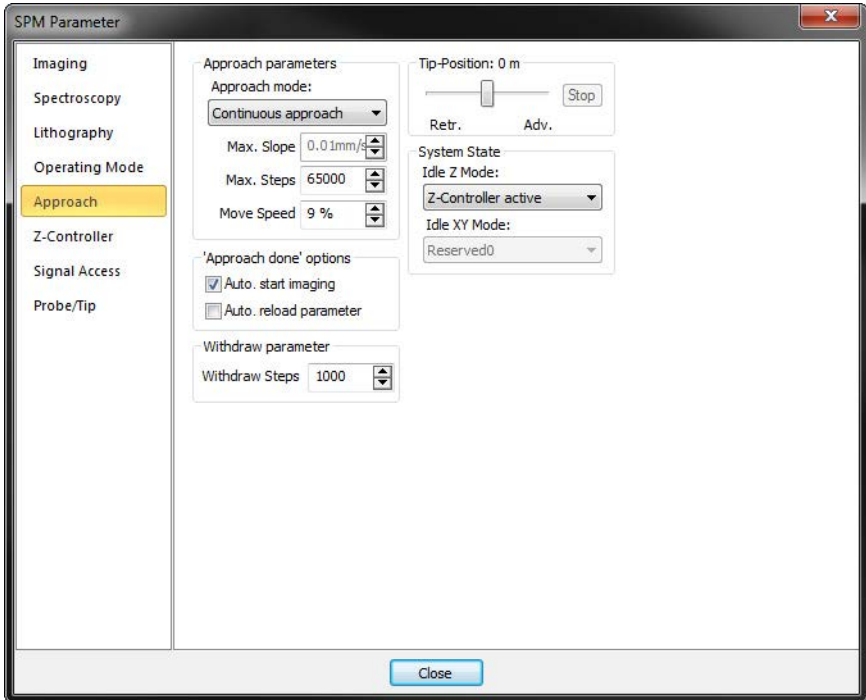 SPM Parameter
x
Imaging
Spectroscopy
Lithography
Operating Mode
Approach
Z-Controller
Signal Access
Probe/Tip
Approach parameters
Approach mode:
Continuous approach
Max. Slope 0.01mm/s
Max. Steps 65000
Move Speed 9 %
'Approach done' options
Auto. start imaging
Auto. reload parameter
Withdraw parameter
Withdraw Steps 1000
Tip-Position: 0 m
Stop
Retr. Adv.
System State
Idle Z Mode:
Z-Controller active
Idle XY Mode:
Reserved0
Close